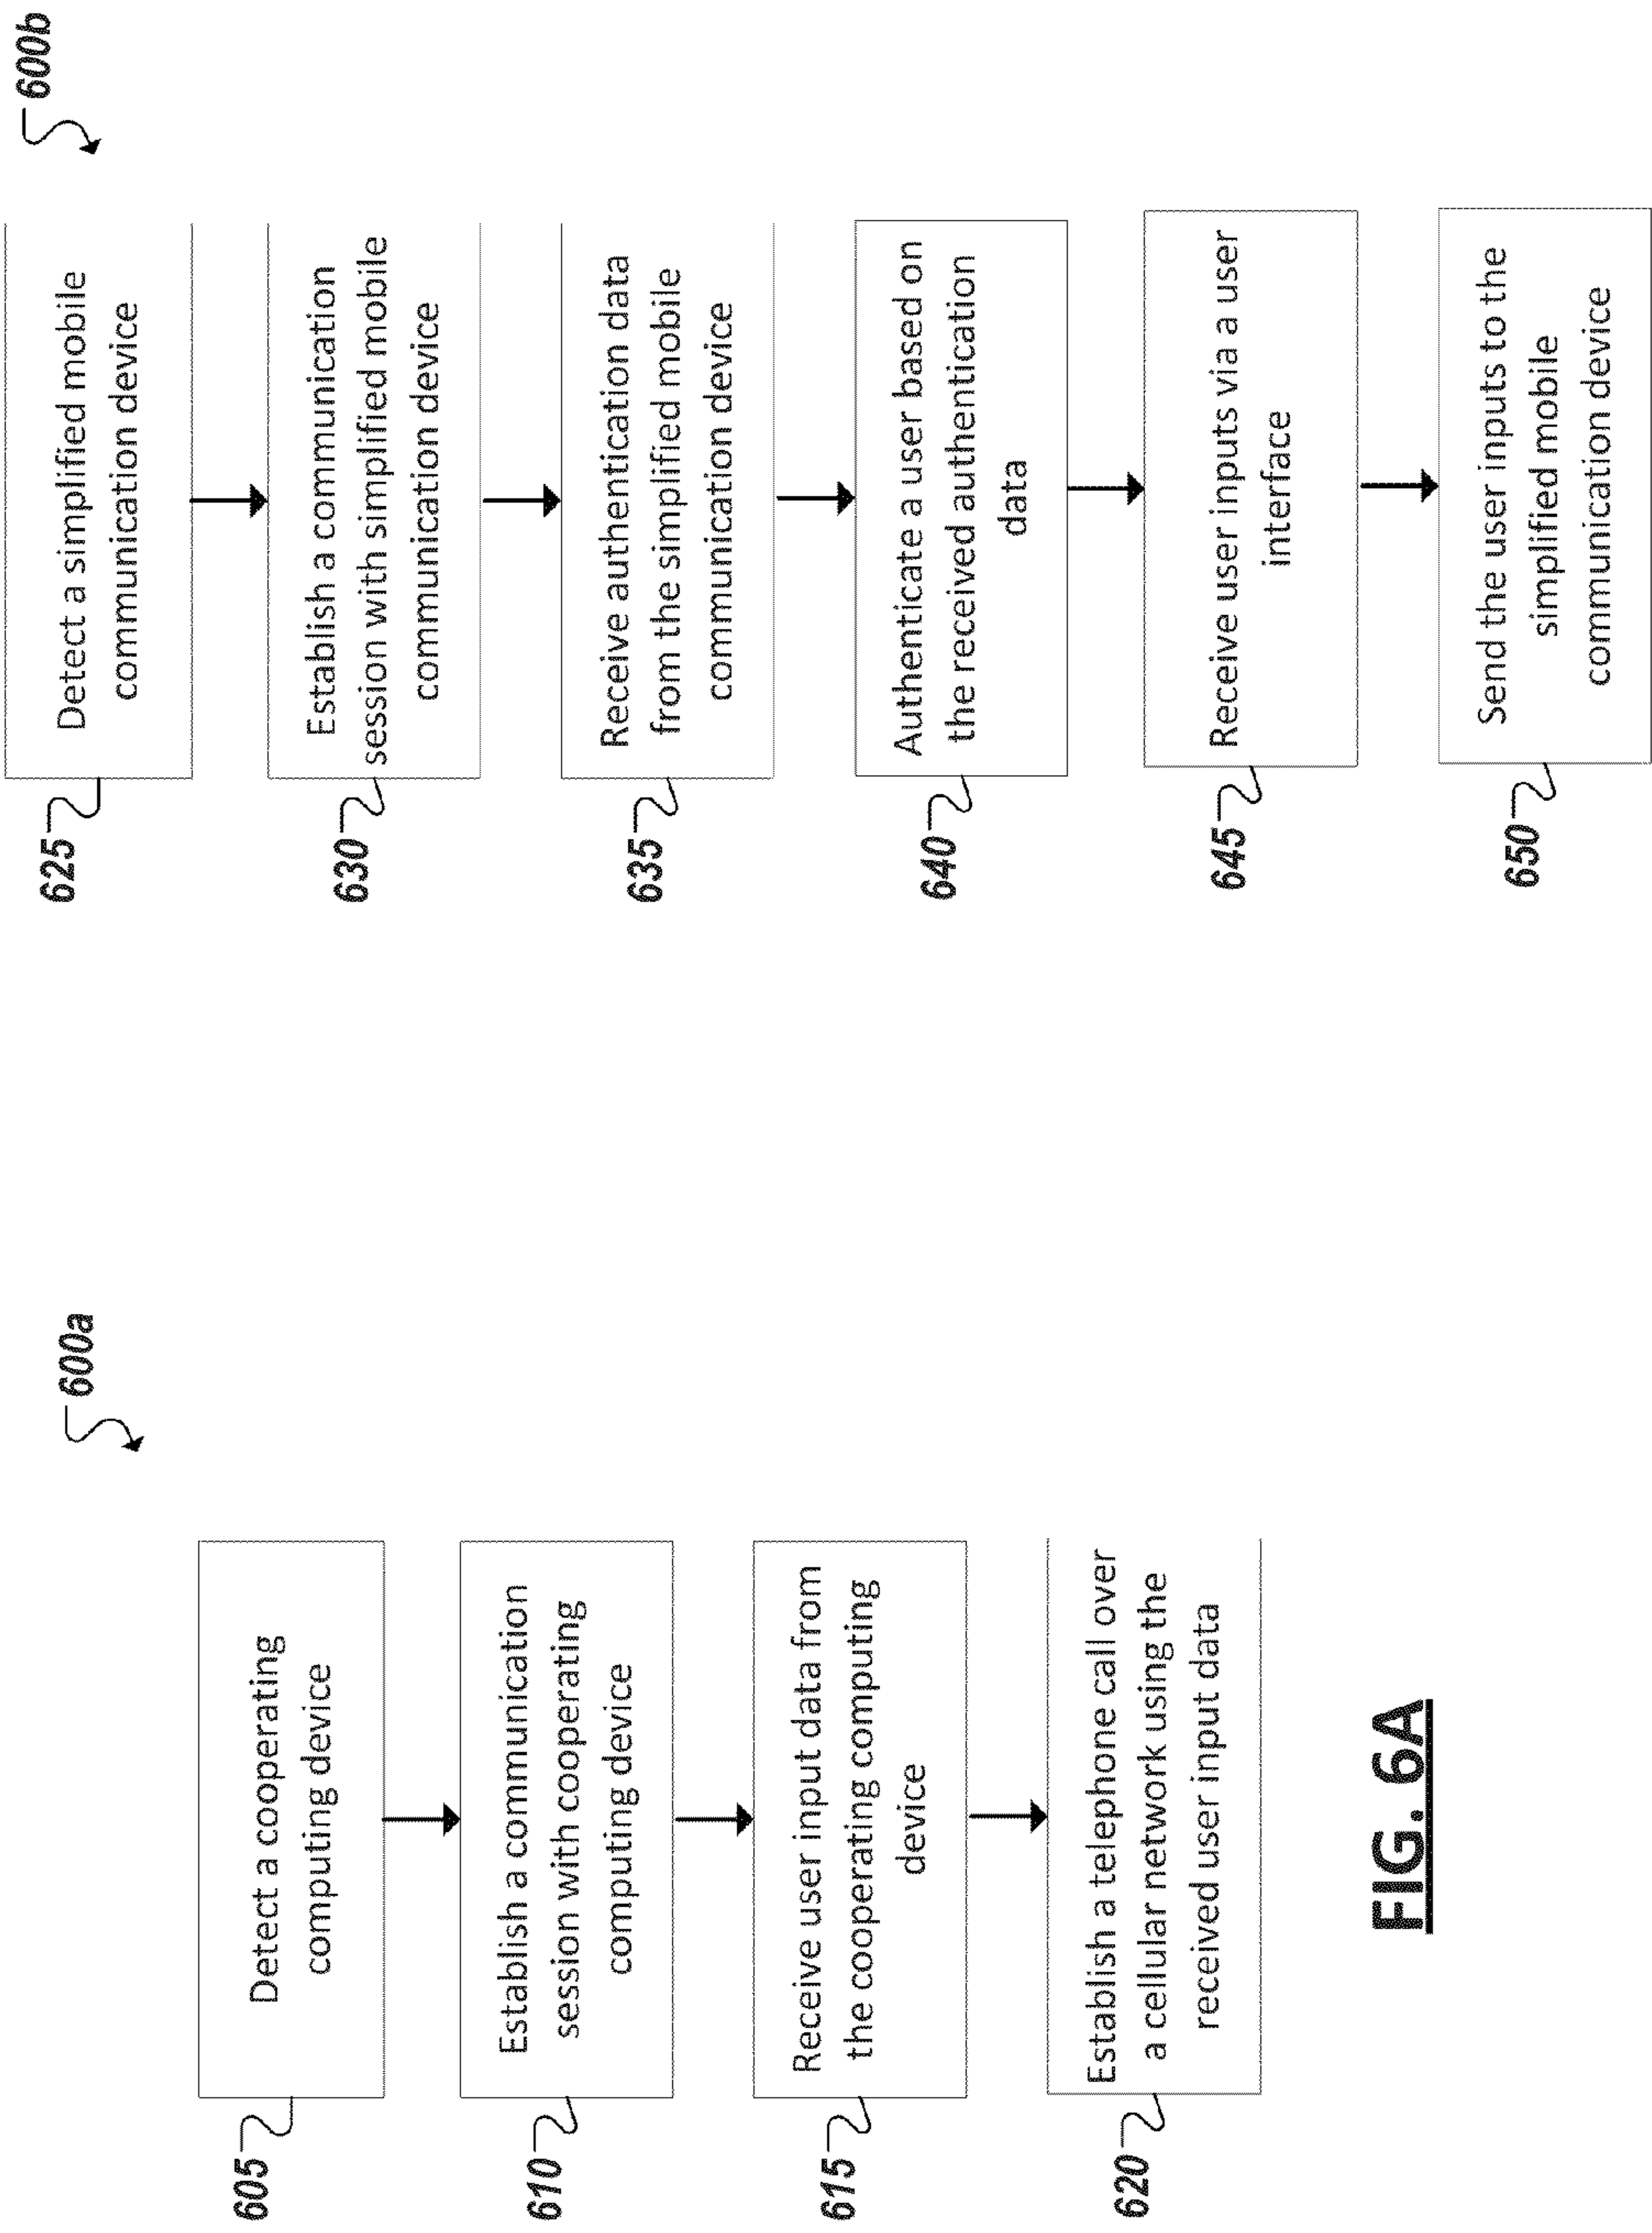 600a
605
Detect a cooperating
computing device
610
Establish a communication
session with cooperating
computing device
615
Receive user input data from
the cooperating computing
device
620
Establish a telephone call over
a cellular network using the
received user input data
FIG. 6A
600b
625
Detect a simplified mobile
communication device
630
Establish a communication
session with simplified mobile
communication device
635
Receive authentication data
from the simplified mobile
communication device
640
Authenticate a user based on
the received authentication
data
645
Receive user inputs via a user
interface
650
Send the user inputs to the
simplified mobile
communication device